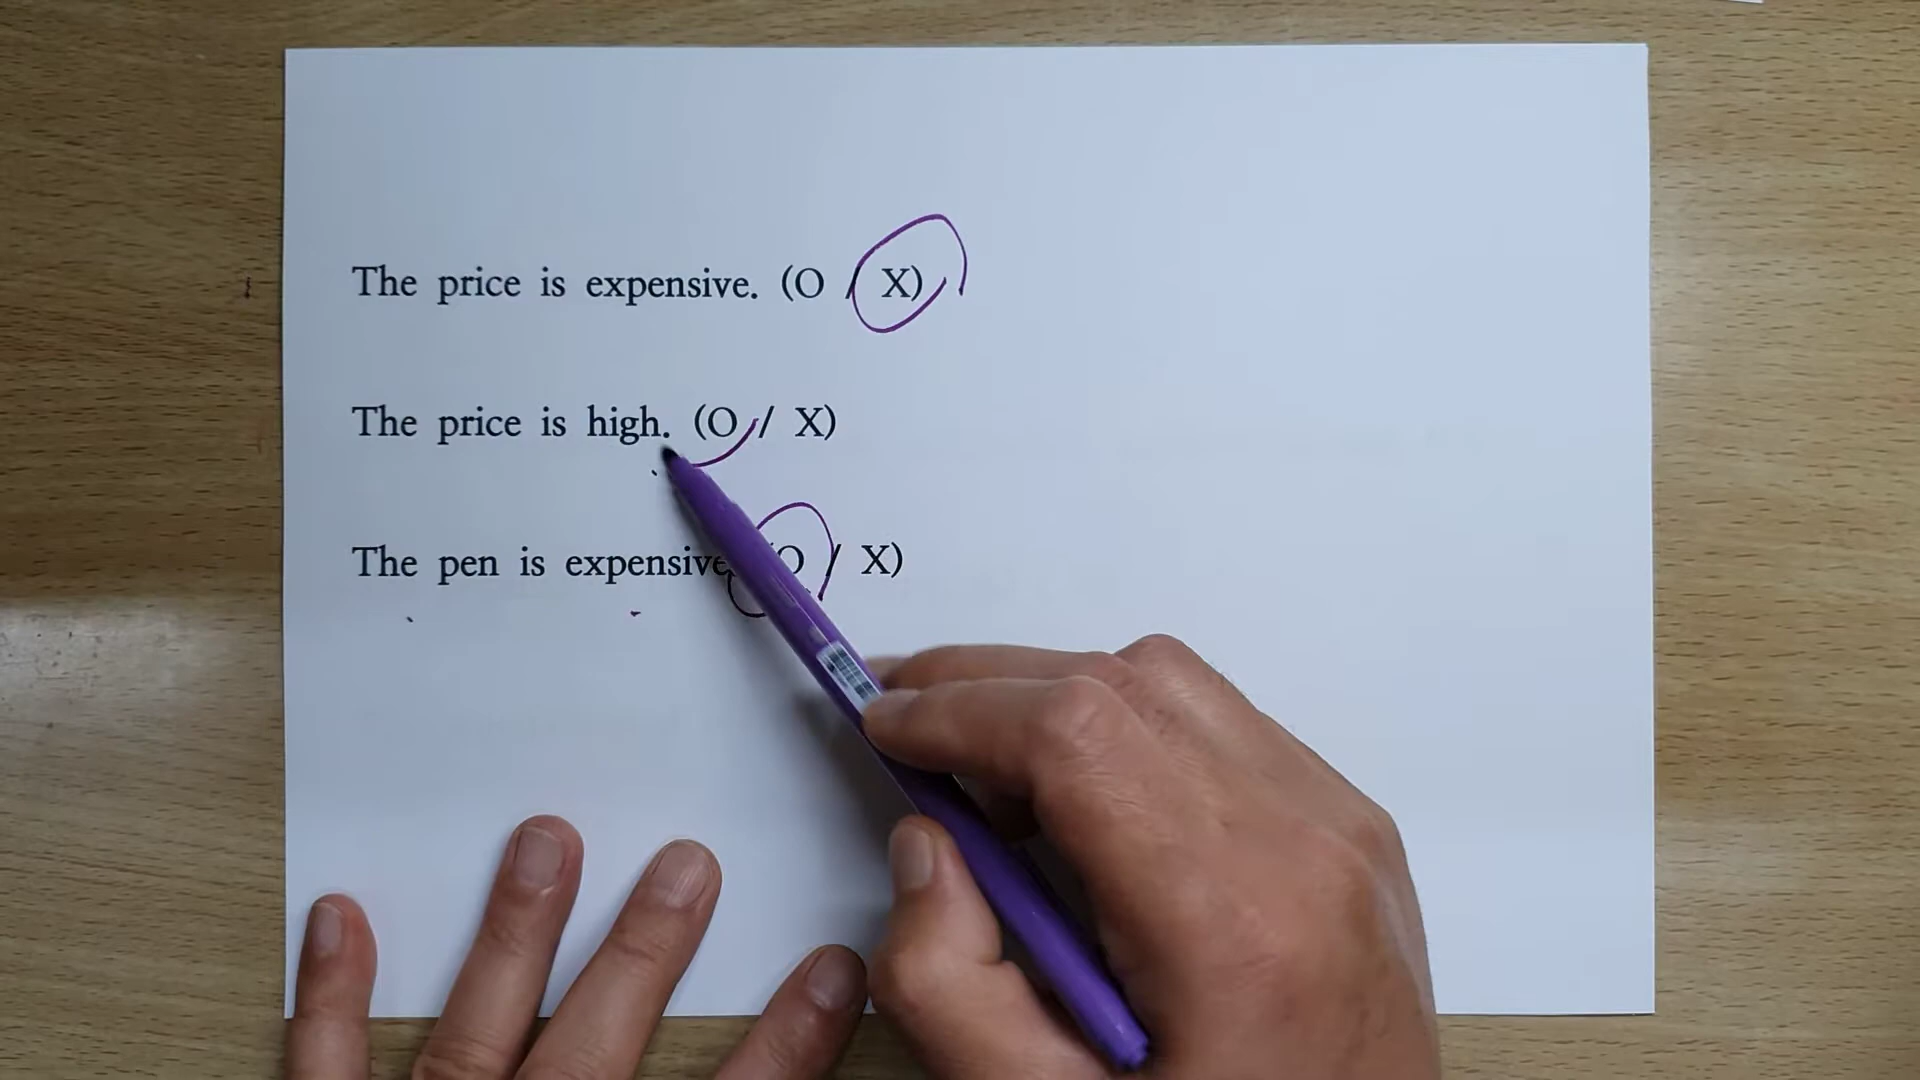 The price is expensive. (O / X)
The price is high. (O / X)
The pen is expensive (O / X)